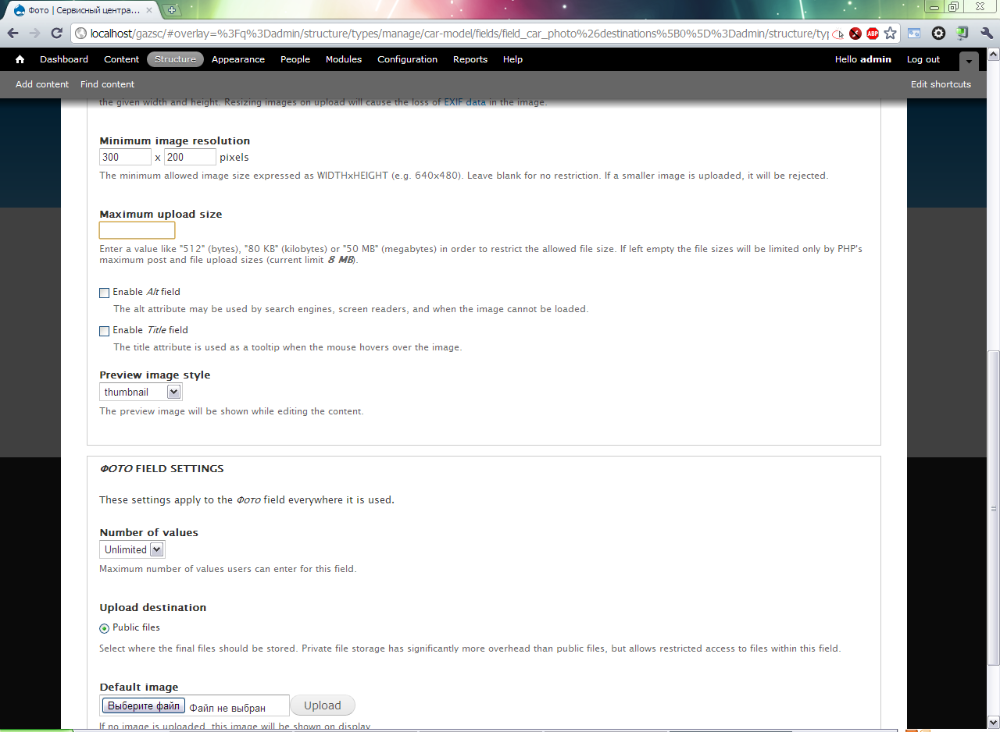 Фото | Сервисный центра...
localhost/gazsc/#overlay=%3Fq%3Dadmin/structure/types/manage/car-model/fields/field_car_photo%26destinations%5B0%5D%3Dadmin/structure/typ
ABP
Dashboard Content Structure Appearance People Modules Configuration Reports Help Hello admin Log out
Add content Find content Edit shortcuts
the given width and height. Resizing images on upload will cause the loss of EXIF data in the image.
Minimum image resolution
300 x 200 pixels
The minimum allowed image size expressed as WIDTHxHEIGHT (e.g. 640x480). Leave blank for no restriction. If a smaller image is uploaded, it will be rejected.
Maximum upload size
Enter a value like "512" (bytes), "80 KB" (kilobytes) or "50 MB" (megabytes) in order to restrict the allowed file size. If left empty the file sizes will be limited only by PHP's
maximum post and file upload sizes (current limit 8 MB).
Enable Alt field
The alt attribute may be used by search engines, screen readers, and when the image cannot be loaded.
Enable Title field
The title attribute is used as a tooltip when the mouse hovers over the image.
Preview image style
thumbnail
The preview image will be shown while editing the content.
ФОТО FIELD SETTINGS
These settings apply to the Фото field everywhere it is used.
Number of values
Unlimited
Maximum number of values users can enter for this field.
Upload destination
Public files
Select where the final files should be stored. Private file storage has significantly more overhead than public files, but allows restricted access to files within this field.
Default image
Выберите файл Файл не выбран Upload
If no image is uploaded, this image will be shown on display.